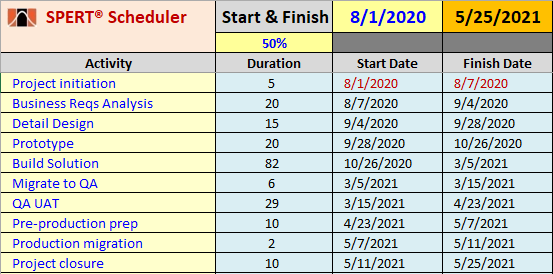 SPERT® Scheduler Start & Finish 8/1/2020 5/25/2021
50%
Activity Duration Start Date Finish Date
Project initiation 5 8/1/2020 8/7/2020
Business Reqs Analysis 20 8/7/2020 9/4/2020
Detail Design 15 9/4/2020 9/28/2020
Prototype 20 9/28/2020 10/26/2020
Build Solution 82 10/26/2020 3/5/2021
Migrate to QA 6 3/5/2021 3/15/2021
QA UAT 29 3/15/2021 4/23/2021
Pre-production prep 10 4/23/2021 5/7/2021
Production migration 2 5/7/2021 5/11/2021
Project closure 10 5/11/2021 5/25/2021